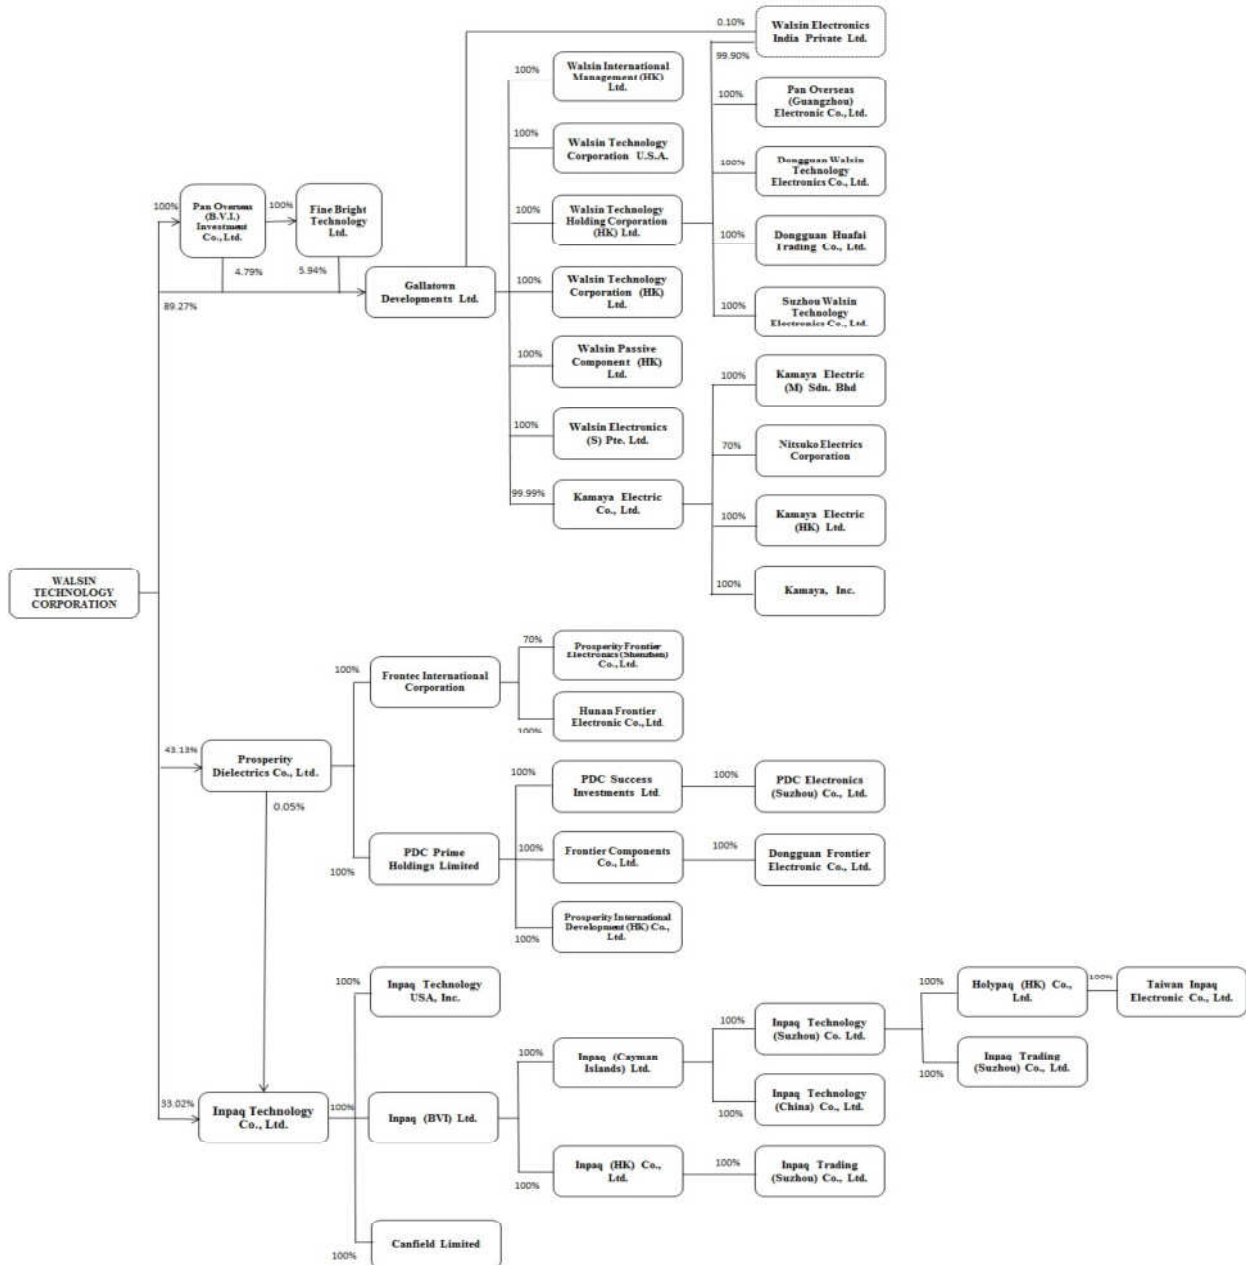 0.10%
Walsin Electronics
India Private Ltd.
99.90%
100%
Walsin International
Management (HK)
Ltd.
100%
Pan Overseas
(Guangzhou)
Electronic Co., Ltd.
100%
Walsin Technology
Corporation U.S.A.
100%
Dongguan Walsin
Technology
Electronics Co., Ltd.
100%
Pan Overseas
(B.V.I.)
Investment
Co., Ltd.
100%
Fine Bright
Technology
Ltd.
100%
Walsin Technology
Holding Corporation
(HK) Ltd.
100%
Dongguan Huafai
Trading Co., Ltd.
4.79%
5.94%
89.27%
Gallatown
Developments Ltd.
100%
Walsin Technology
Corporation (HK)
Ltd.
100%
Suzhou Walsin
Technology
Electronics Co., Ltd.
100%
Walsin Passive
Component (HK)
Ltd.
100%
Kamaya Electric
(M) Sdn. Bhd
100%
Walsin Electronics
(S) Pte. Ltd.
70%
Nitsuko Electrics
Corporation
99.99%
Kamaya Electric
Co., Ltd.
100%
Kamaya Electric
(HK) Ltd.
100%
Kamaya, Inc.
WALSIN
TECHNOLOGY
CORPORATION
70%
Prosperity Frontier
Electronics (Shenzhen)
Co., Ltd.
100%
Frontec International
Corporation
100%
Hunan Frontier
Electronic Co., Ltd.
43.13%
Prosperity
Dielectrics Co., Ltd.
0.05%
100%
PDC Success
Investments Ltd.
100%
PDC Electronics
(Suzhou) Co., Ltd.
100%
PDC Prime
Holdings Limited
100%
Frontier Components
Co., Ltd.
100%
Dongguan Frontier
Electronic Co., Ltd.
100%
Prosperity International
Development (HK) Co.,
Ltd.
100%
Inpaq Technology
USA, Inc.
100%
Holypaq (HK) Co.,
Ltd.
100%
Taiwan Inpaq
Electronic Co., Ltd.
100%
Inpaq (Cayman
Islands) Ltd.
100%
Inpaq Technology
(Suzhou) Co. Ltd.
100%
Inpaq Trading
(Suzhou) Co., Ltd.
33.02%
Inpaq Technology
Co., Ltd.
100%
Inpaq (BVI) Ltd.
100%
Inpaq Technology
(China) Co., Ltd.
100%
Inpaq (HK) Co.,
Ltd.
100%
Inpaq Trading
(Suzhou) Co., Ltd.
100%
Canfield Limited